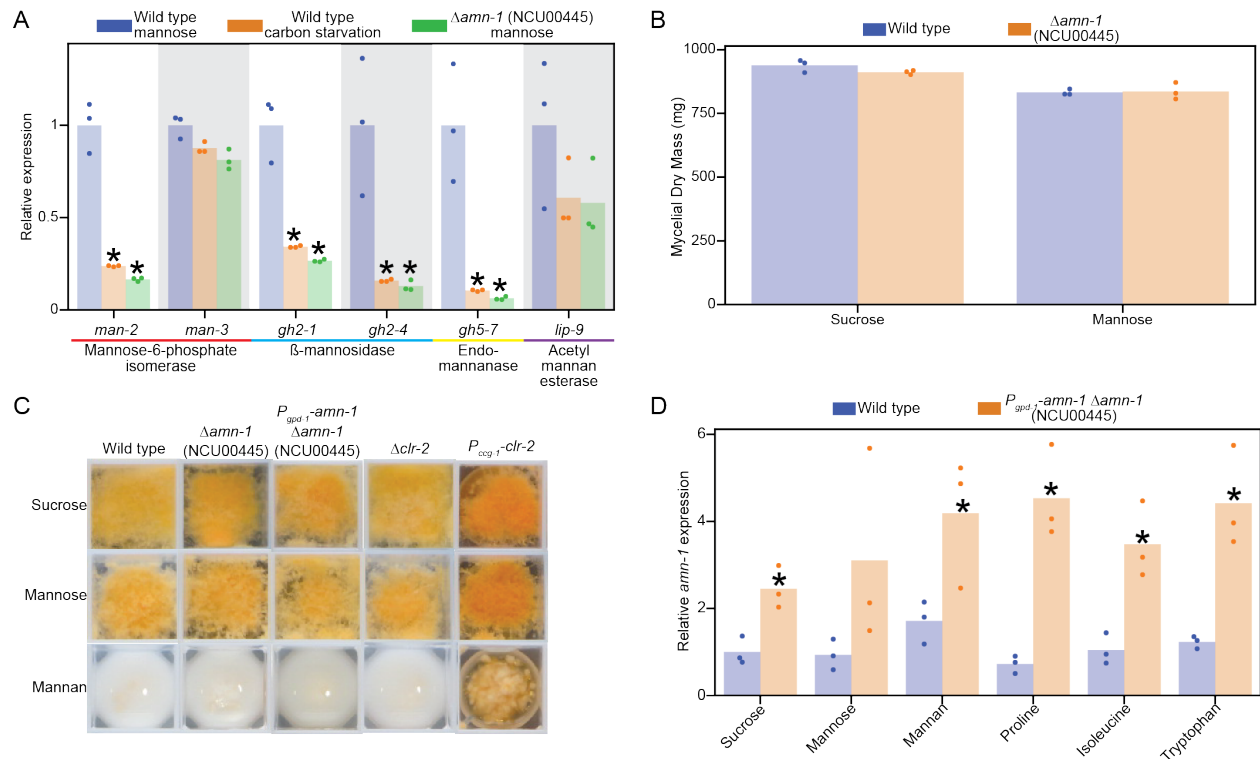 A
Wild type
mannose
Wild type
carbon starvation
Δamn-1 (NCU00445)
mannose
Relative expression
1
0.5
0
*
*
*
*
*
*
*
*
man-2
man-3
gh2-1
gh2-4
gh5-7
lip-9
Mannose-6-phosphate
isomerase
ß-mannosidase
Endo-
mannanase
Acetyl
mannan
esterase
B
Wild type
Δamn-1
(NCU00445)
Mycelial Dry Mass (mg)
1000
750
500
250
0
Sucrose
Mannose
C
Wild type
Δamn-1
(NCU00445)
Pgpd-1-amn-1
Δamn-1
(NCU00445)
Δclr-2
Pccg-1-clr-2
Sucrose
Mannose
Mannan
D
Wild type
Pgpd-1-amn-1 Δamn-1
(NCU00445)
Relative amn-1 expression
6
4
2
0
*
*
*
*
*
Sucrose
Mannose
Mannan
Proline
Isoleucine
Tryptophan